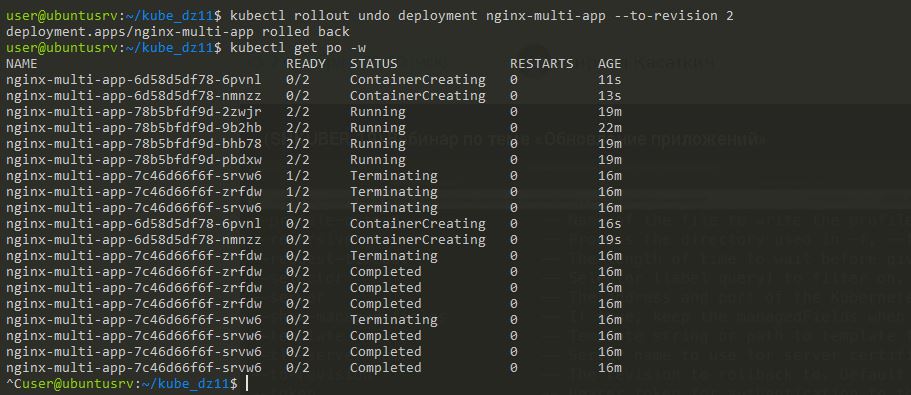 user@ubuntusrv:~/kube_dz11$ kubectl rollout undo deployment nginx-multi-app --to-revision 2
deployment.apps/nginx-multi-app rolled back
user@ubuntusrv:~/kube_dz11$ kubectl get po -w
NAME READY STATUS RESTARTS AGE
nginx-multi-app-6d58d5df78-6pvnl 0/2 ContainerCreating 0 11s
nginx-multi-app-6d58d5df78-nmnzz 0/2 ContainerCreating 0 13s
nginx-multi-app-78b5bfdf9d-2zwjr 2/2 Running 0 19m
nginx-multi-app-78b5bfdf9d-9b2hb 2/2 Running 0 22m
nginx-multi-app-78b5bfdf9d-bhb78 2/2 Running 0 19m
nginx-multi-app-78b5bfdf9d-pbdxw 2/2 Running 0 19m
nginx-multi-app-7c46d66f6f-srvw6 1/2 Terminating 0 16m
nginx-multi-app-7c46d66f6f-zrfdw 1/2 Terminating 0 16m
nginx-multi-app-7c46d66f6f-srvw6 1/2 Terminating 0 16m
nginx-multi-app-6d58d5df78-6pvnl 0/2 ContainerCreating 0 16s
nginx-multi-app-6d58d5df78-nmnzz 0/2 ContainerCreating 0 19s
nginx-multi-app-7c46d66f6f-zrfdw 0/2 Terminating 0 16m
nginx-multi-app-7c46d66f6f-zrfdw 0/2 Completed 0 16m
nginx-multi-app-7c46d66f6f-zrfdw 0/2 Completed 0 16m
nginx-multi-app-7c46d66f6f-zrfdw 0/2 Completed 0 16m
nginx-multi-app-7c46d66f6f-srvw6 0/2 Terminating 0 16m
nginx-multi-app-7c46d66f6f-srvw6 0/2 Completed 0 16m
nginx-multi-app-7c46d66f6f-srvw6 0/2 Completed 0 16m
nginx-multi-app-7c46d66f6f-srvw6 0/2 Completed 0 16m
^Cuser@ubuntusrv:~/kube_dz11$